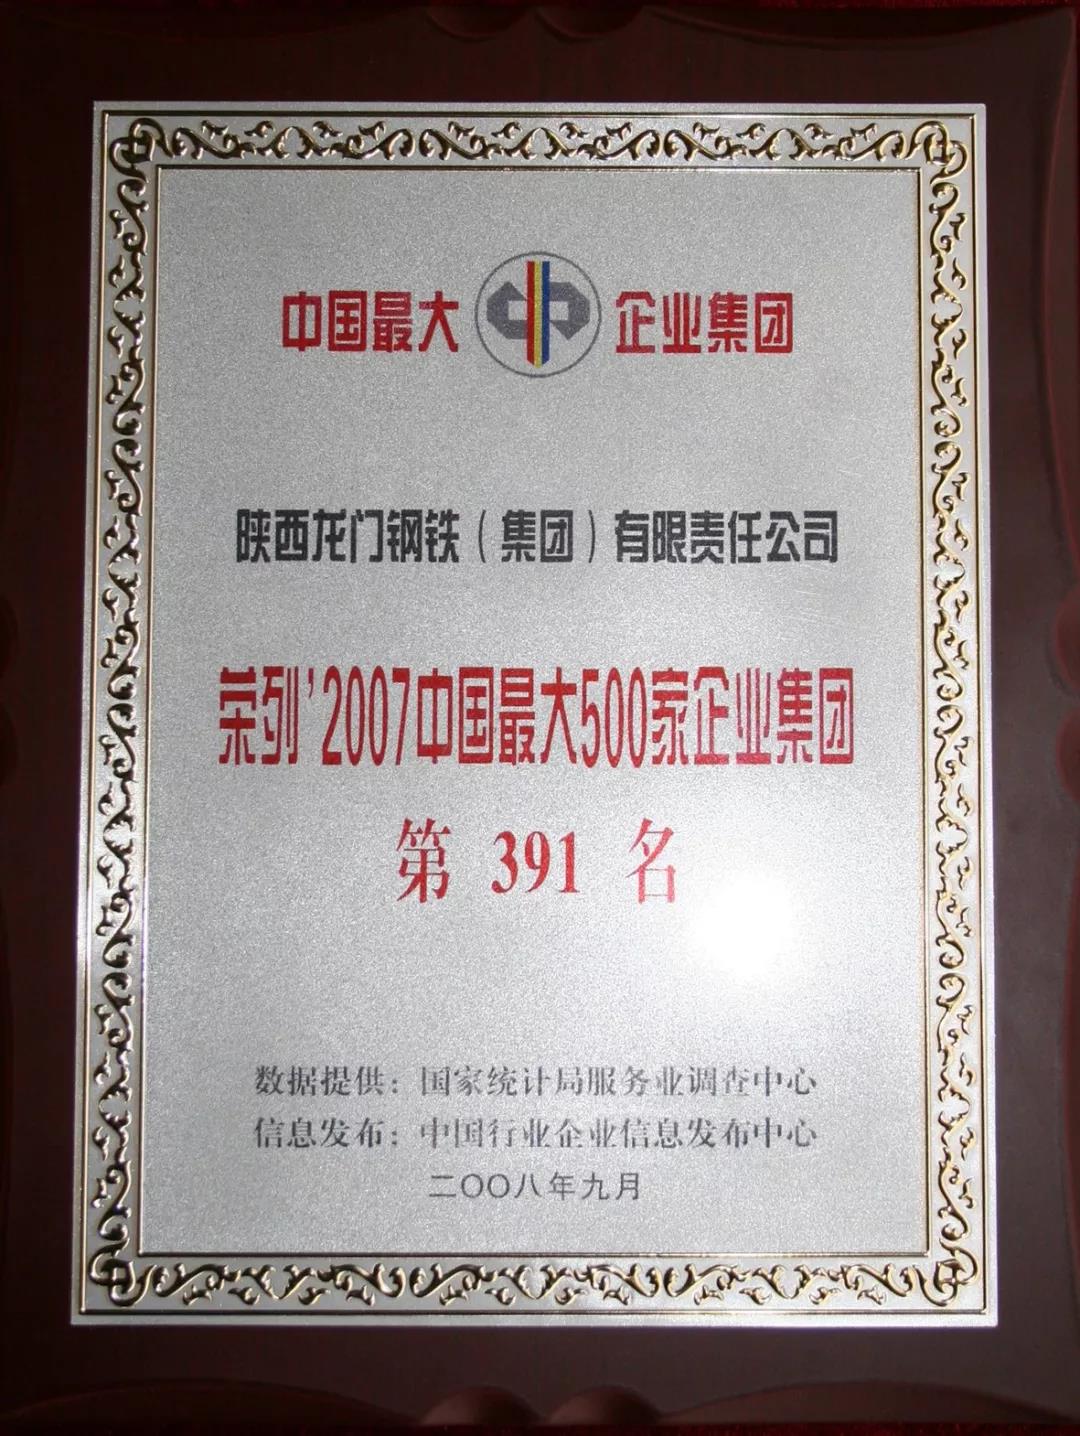 中国最大 企业集团
陕西龙门钢铁（集团）有限责任公司
荣列'2007中国最大500家企业集团
第 391 名
数据提供：国家统计局服务业调查中心
信息发布：中国行业企业信息发布中心
二〇〇八年九月